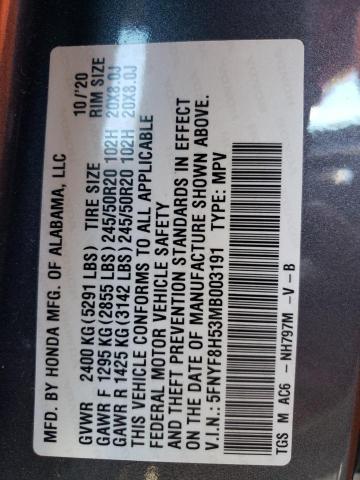 MFD. BY HONDA MFG. OF ALABAMA, LLC 10/'20
GVWR 2400 KG(5291 LBS) TIRE SIZE RIM SIZE
GAWR F 1295 KG(2855 LBS) 245/50R20 102H 20X8.0J
GAWR R 1425 KG(3142 LBS) 245/50R20 102H 20X8.0J
THIS VEHICLE CONFORMS TO ALL APPLICABLE
FEDERAL MOTOR VEHICLE SAFETY
AND THEFT PREVENTION STANDARDS IN EFFECT
ON THE DATE OF MANUFACTURE SHOWN ABOVE.
V.I.N.: 5FNYF8H53MB003191 TYPE: MPV
TGS M AC6 -NH797M -V -B